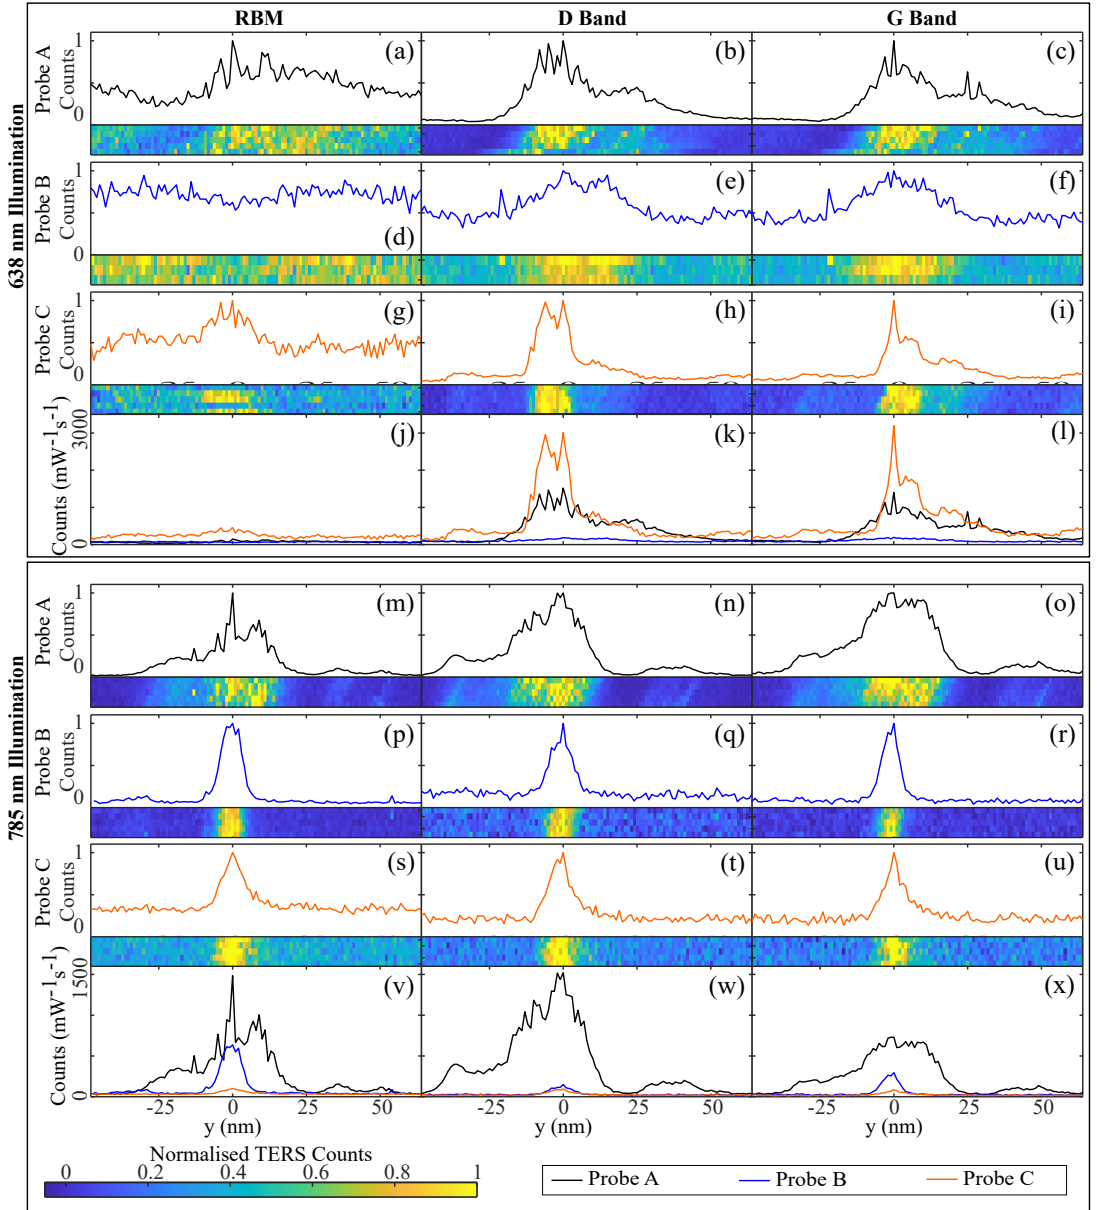 RBM D Band G Band
638 nm Illumination
Probe A Counts
1
0
(a) (b) (c)
Probe B Counts
1
0
(d) (e) (f)
Probe C Counts
1
0
(g) (h) (i)
Counts (mW⁻¹s⁻¹)
3000
0
(j) (k) (l)
785 nm Illumination
Probe A Counts
1
0
(m) (n) (o)
Probe B Counts
1
0
(p) (q) (r)
Probe C Counts
1
0
(s) (t) (u)
Counts (mW⁻¹s⁻¹)
1500
0
(v) (w) (x)
-25 0 25 50 -25 0 25 50 -25 0 25 50
y (nm) y (nm) y (nm)
Normalised TERS Counts
0 0.2 0.4 0.6 0.8 1
Probe A Probe B Probe C